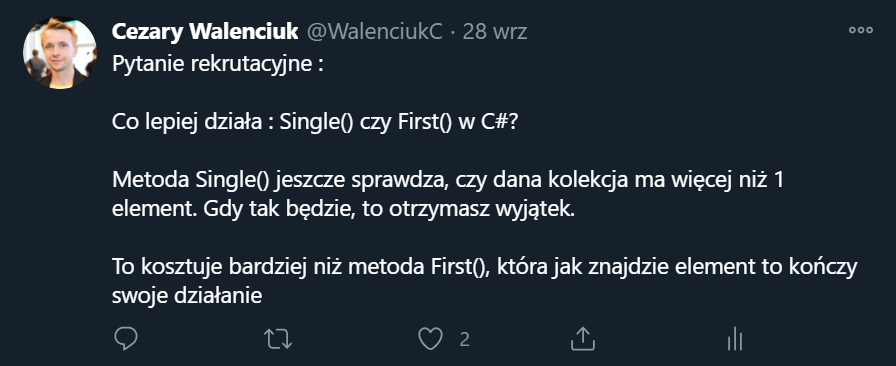 Cezary Walenciuk @WalenciukC · 28 wrz
Pytanie rekrutacyjne :
Co lepiej działa : Single() czy First() w C#?
Metoda Single() jeszcze sprawdza, czy dana kolekcja ma więcej niż 1
element. Gdy tak będzie, to otrzymasz wyjątek.
To kosztuje bardziej niż metoda First(), która jak znajdzie element to kończy
swoje działanie
2